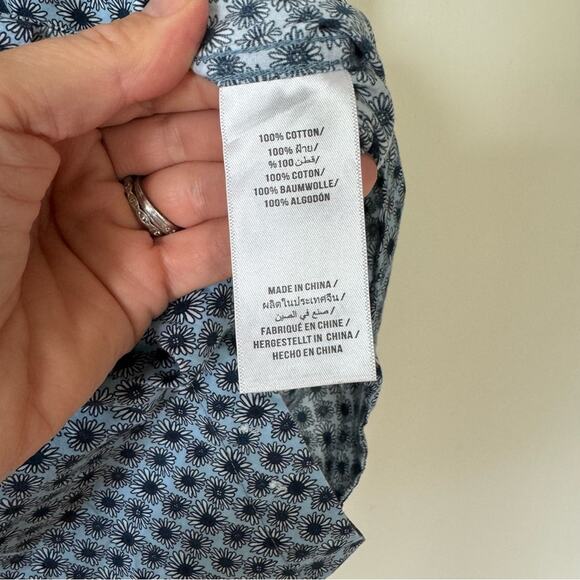 100% COTTON/
100% ฝ้าย/
%100 قطن/
100% COTON/
100% BAUMWOLLE/
100% ALGODÓN
MADE IN CHINA/
ผลิตในประเทศจีน/
صنع في الصين/
FABRIQUÉ EN CHINE/
HERGESTELLT IN CHINA/
HECHO EN CHINA